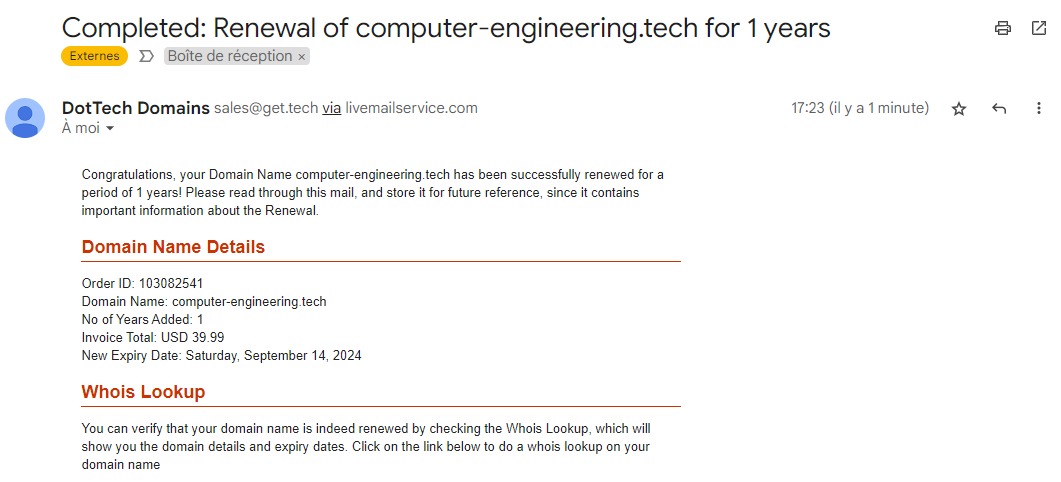 Completed: Renewal of computer-engineering.tech for 1 years
Externes Boîte de réception ×
DotTech Domains sales@get.tech via livemailservice.com 17:23 (il y a 1 minute)
À moi
Congratulations, your Domain Name computer-engineering.tech has been successfully renewed for a
period of 1 years! Please read through this mail, and store it for future reference, since it contains
important information about the Renewal.
Domain Name Details
Order ID: 103082541
Domain Name: computer-engineering.tech
No of Years Added: 1
Invoice Total: USD 39.99
New Expiry Date: Saturday, September 14, 2024
Whois Lookup
You can verify that your domain name is indeed renewed by checking the Whois Lookup, which will
show you the domain details and expiry dates. Click on the link below to do a whois lookup on your
domain name